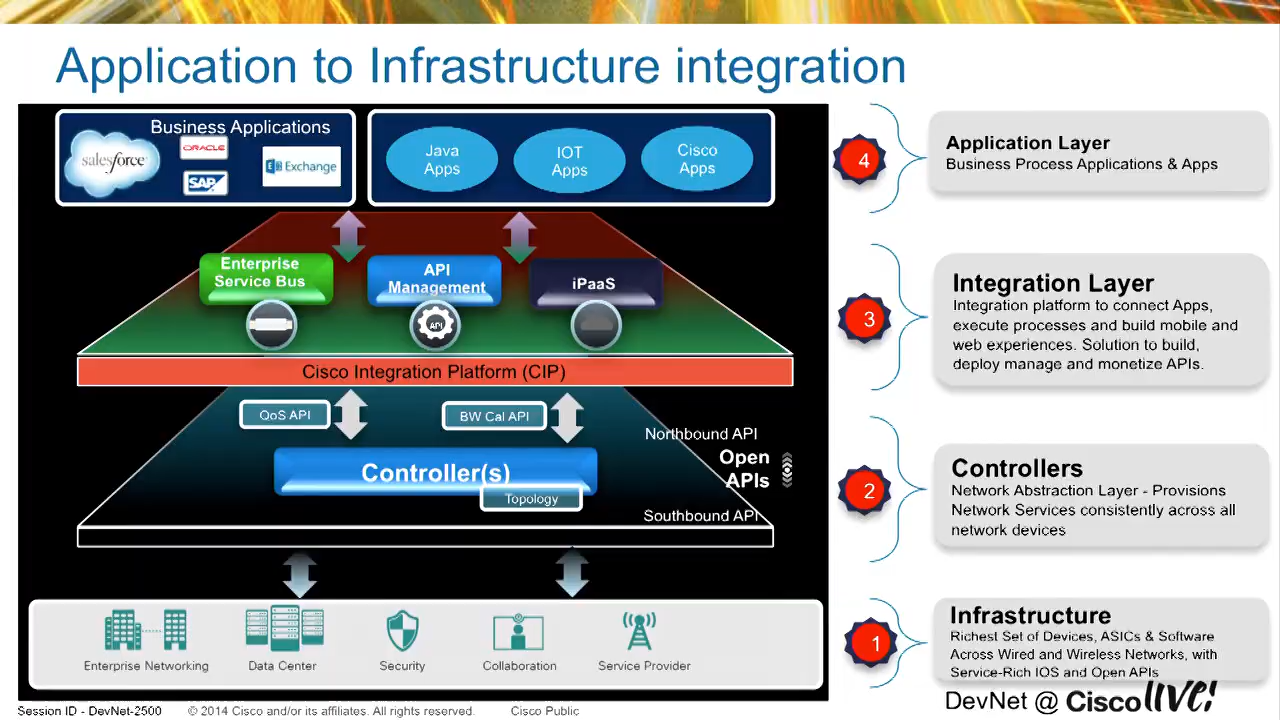 Application to Infrastructure integration
Business Applications
salesforce
ORACLE
SAP
Exchange
Java
Apps
IOT
Apps
Cisco
Apps
4
Application Layer
Business Process Applications & Apps
Enterprise
Service Bus
API
Management
API
iPaaS
Cisco Integration Platform (CIP)
3
Integration Layer
Integration platform to connect Apps,
execute processes and build mobile and
web experiences. Solution to build,
deploy manage and monetize APIs.
QoS API
BW Cal API
Northbound API
Open
APIs
Controller(s)
Topology
Southbound API
2
Controllers
Network Abstraction Layer - Provisions
Network Services consistently across all
network devices
Enterprise Networking
Data Center
Security
Collaboration
Service Provider
1
Infrastructure
Richest Set of Devices, ASICs & Software
Across Wired and Wireless Networks, with
Service-Rich IOS and Open APIs
Session ID - DevNet-2500
© 2014 Cisco and/or its affiliates. All rights reserved.
Cisco Public
DevNet @ Cisco live!